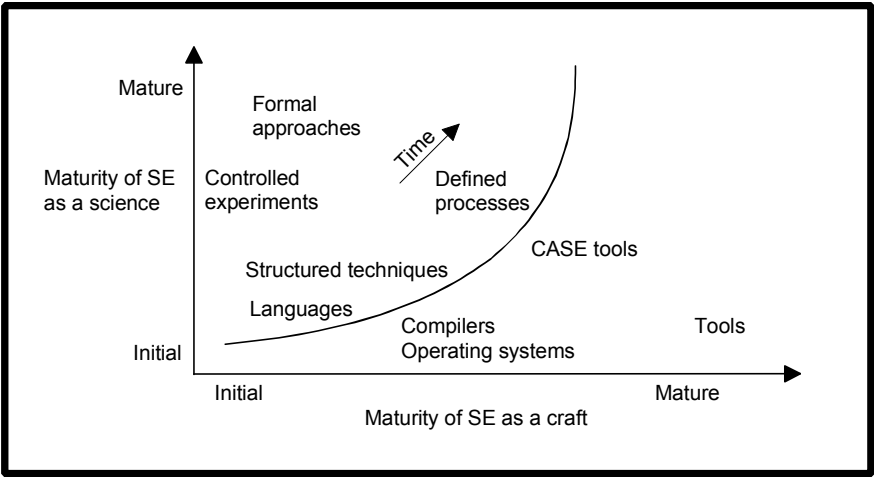 Mature
Formal
approaches
Time
Maturity of SE
as a science
Controlled
experiments
Defined
processes
CASE tools
Structured techniques
Languages
Compilers
Operating systems
Tools
Initial
Initial
Mature
Maturity of SE as a craft